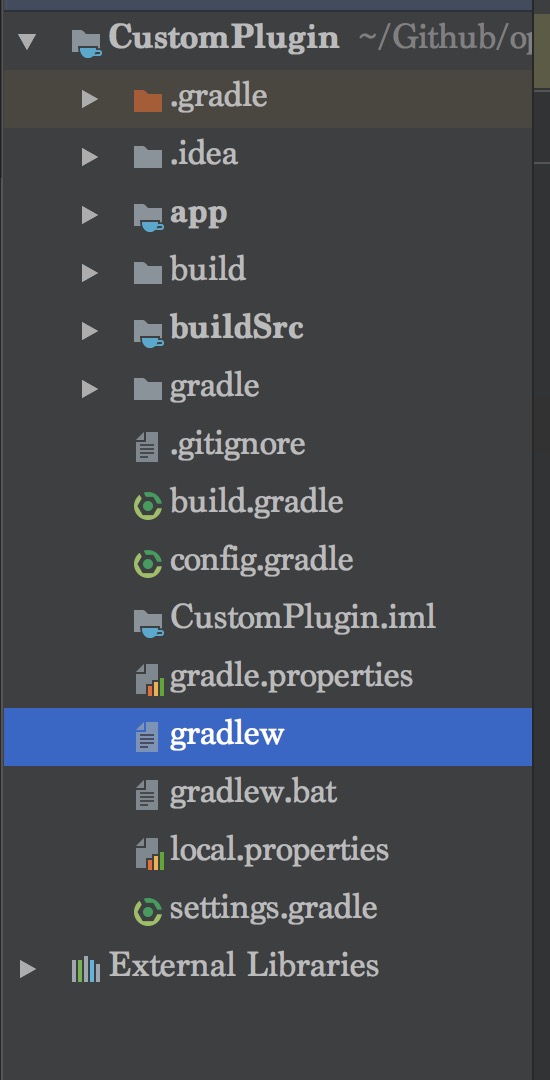 CustomPlugin ~/Github/
.gradle
.idea
app
build
buildSrc
gradle
.gitignore
build.gradle
config.gradle
CustomPlugin.iml
gradle.properties
gradlew
gradlew.bat
local.properties
settings.gradle
External Libraries